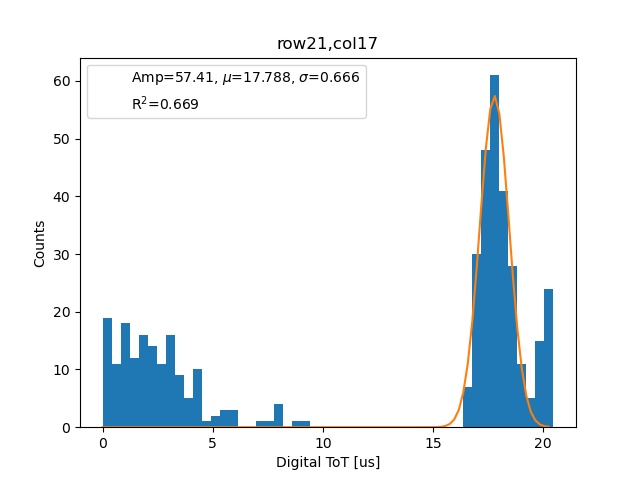 row21,col17
Amp=57.41, μ=17.788, σ=0.666
R²=0.669
Counts
60
50
40
30
20
10
0
0 5 10 15 20
Digital ToT [us]